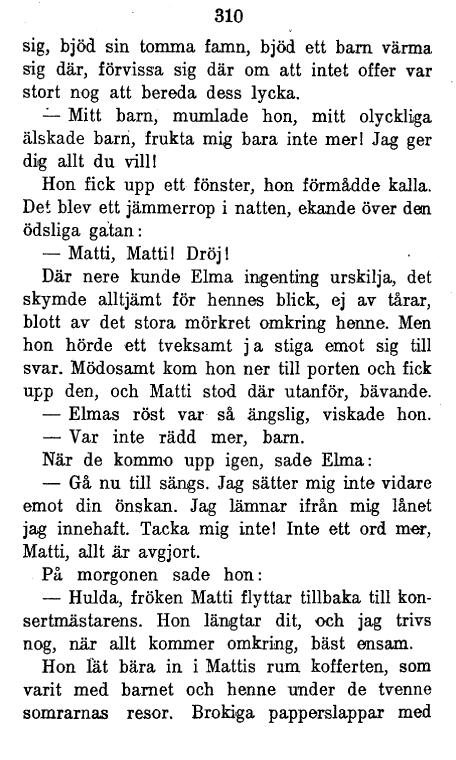 310
sig, bjöd sin tomma famn, bjöd ett barn värma
sig där, förvissa sig där om att intet offer var
stort nog att bereda dess lycka.
— Mitt barn, mumlade hon, mitt olyckliga
älskade barn, frukta mig bara inte mer! Jag ger
dig allt du vill!
Hon fick upp ett fönster, hon förmådde kalla.
Det blev ett jämmerrop i natten, ekande över den
ödsliga gatan:
— Matti, Matti! Dröj!
Där nere kunde Elma ingenting urskilja, det
skymde alltjämt för hennes blick, ej av tårar,
blott av det stora mörkret omkring henne. Men
hon hörde ett tveksamt ja stiga emot sig till
svar. Mödosamt kom hon ner till porten och fick
upp den, och Matti stod där utanför, bävande.
— Elmas röst var så ängslig, viskade hon.
— Var inte rädd mer, barn.
När de kommo upp igen, sade Elma:
— Gå nu till sängs. Jag sätter mig inte vidare
emot din önskan. Jag lämnar ifrån mig lånet
jag innehaft. Tacka mig inte! Inte ett ord mer,
Matti, allt är avgjort.
På morgonen sade hon:
— Hulda, fröken Matti flyttar tillbaka till kon-
sertmästarens. Hon längtar dit, och jag trivs
nog, när allt kommer omkring, bäst ensam.
Hon lät bära in i Mattis rum kofferten, som
varit med barnet och henne under de tvenne
somrarnas resor. Brokiga papperslappar med